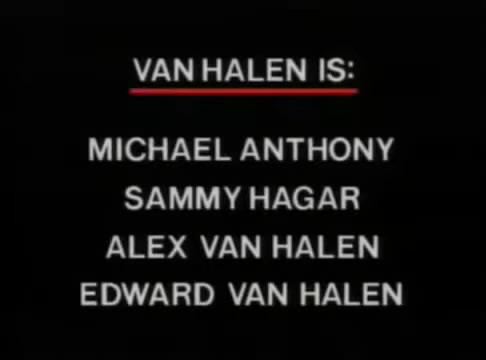 VAN HALEN IS:
MICHAEL ANTHONY
SAMMY HAGAR
ALEX VAN HALEN
EDWARD VAN HALEN